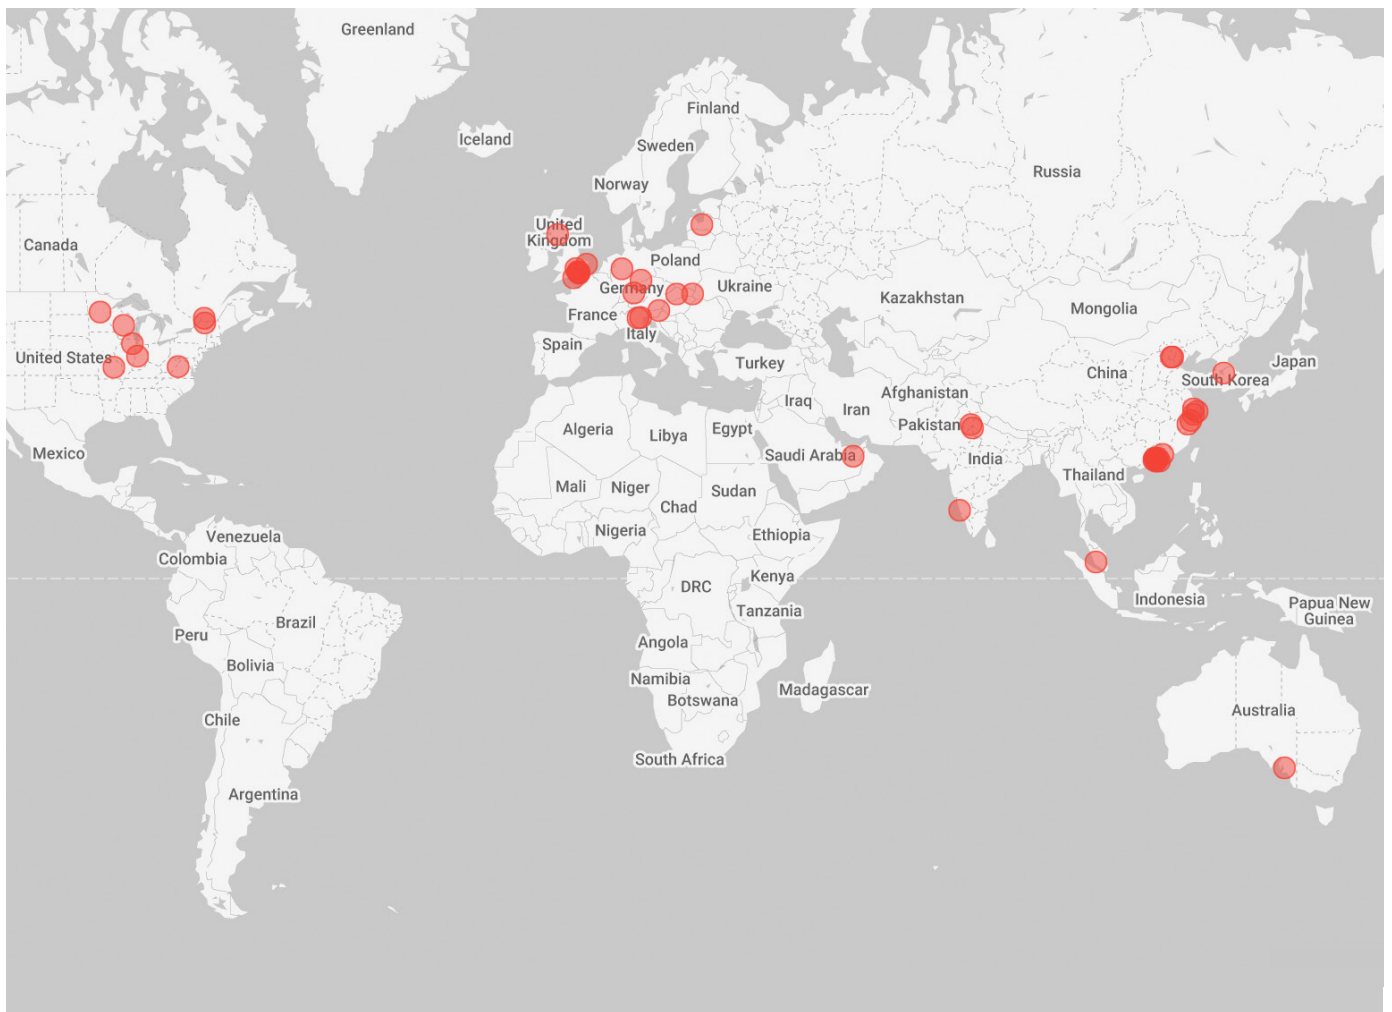 Greenland
Finland
Iceland
Sweden
Russia
Norway
United
Kingdom
Canada
Poland
Germany
Ukraine
Kazakhstan
Mongolia
France
Italy
Spain
United States
Turkey
China
Japan
South Korea
Afghanistan
Iraq
Iran
Pakistan
Algeria
Libya
Egypt
Mexico
Saudi Arabia
India
Thailand
Mali
Niger
Sudan
Chad
Nigeria
Ethiopia
Venezuela
Colombia
Kenya
DRC
Indonesia
Papua New
Guinea
Tanzania
Brazil
Peru
Angola
Bolivia
Namibia
Botswana
Madagascar
Chile
Australia
South Africa
Argentina